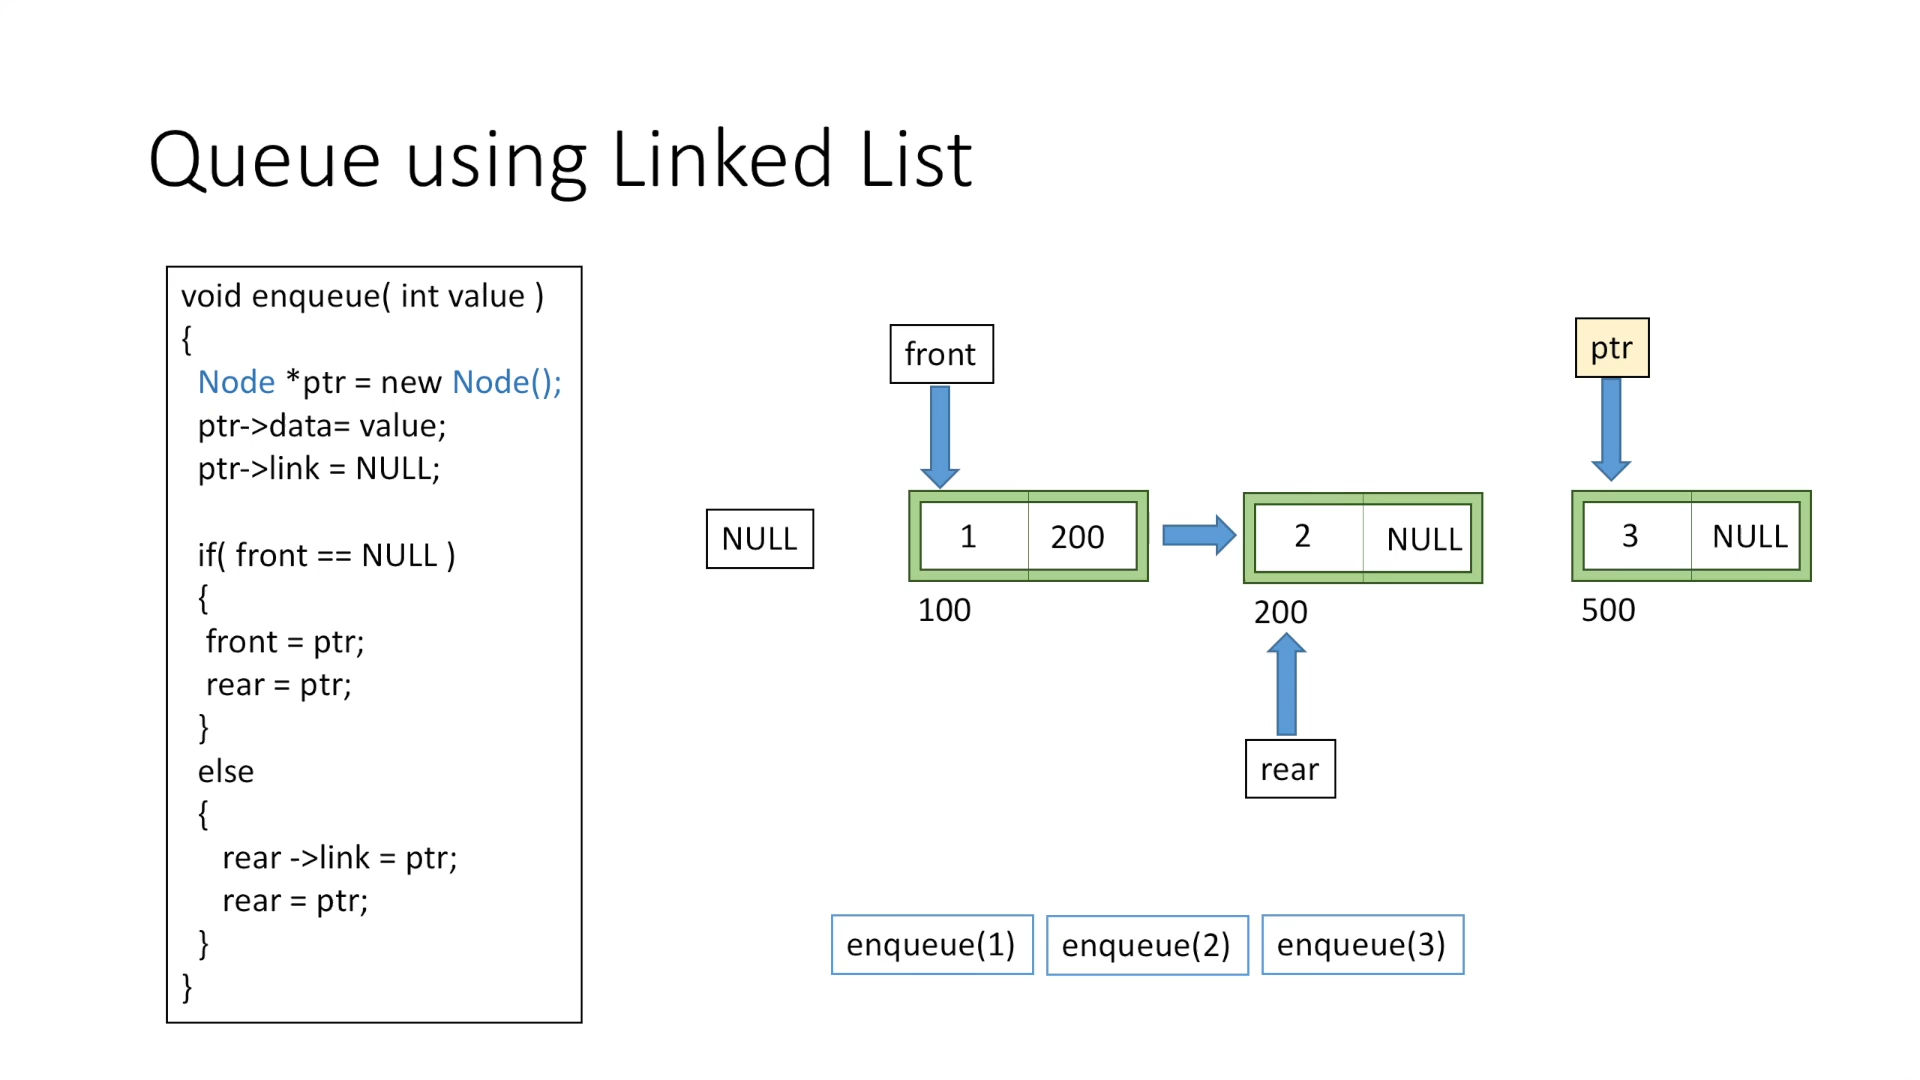 Queue using Linked List
void enqueue( int value )
{
Node *ptr = new Node();
ptr->data= value;
ptr->link = NULL;
if( front == NULL )
{
front = ptr;
rear = ptr;
}
else
{
rear ->link = ptr;
rear = ptr;
}
}
front
ptr
NULL
1 200
2 NULL
3 NULL
100
200
500
rear
enqueue(1)
enqueue(2)
enqueue(3)